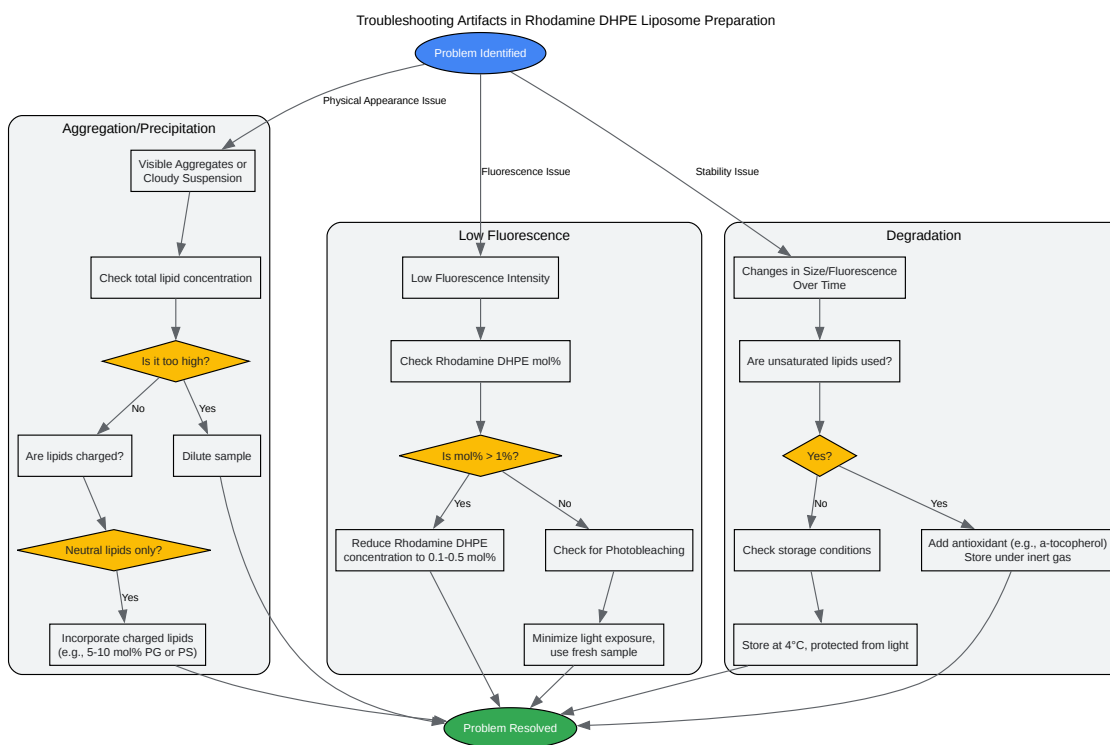 Troubleshooting Artifacts in Rhodamine DHPE Liposome Preparation
Problem Identified
Physical Appearance Issue
Fluorescence Issue
Stability Issue
Aggregation/Precipitation
Visible Aggregates or
Cloudy Suspension
Check total lipid concentration
Is it too high?
No
Yes
Are lipids charged?
Dilute sample
Neutral lipids only?
Yes
Incorporate charged lipids
(e.g., 5-10 mol% PG or PS)
Low Fluorescence
Low Fluorescence Intensity
Check Rhodamine DHPE mol%
Is mol% > 1%?
Yes
No
Reduce Rhodamine DHPE
concentration to 0.1-0.5 mol%
Check for Photobleaching
Minimize light exposure,
use fresh sample
Degradation
Changes in Size/Fluorescence
Over Time
Are unsaturated lipids used?
Yes?
No
Yes
Check storage conditions
Add antioxidant (e.g., a-tocopherol)
Store under inert gas
Store at 4°C, protected from light
Problem Resolved